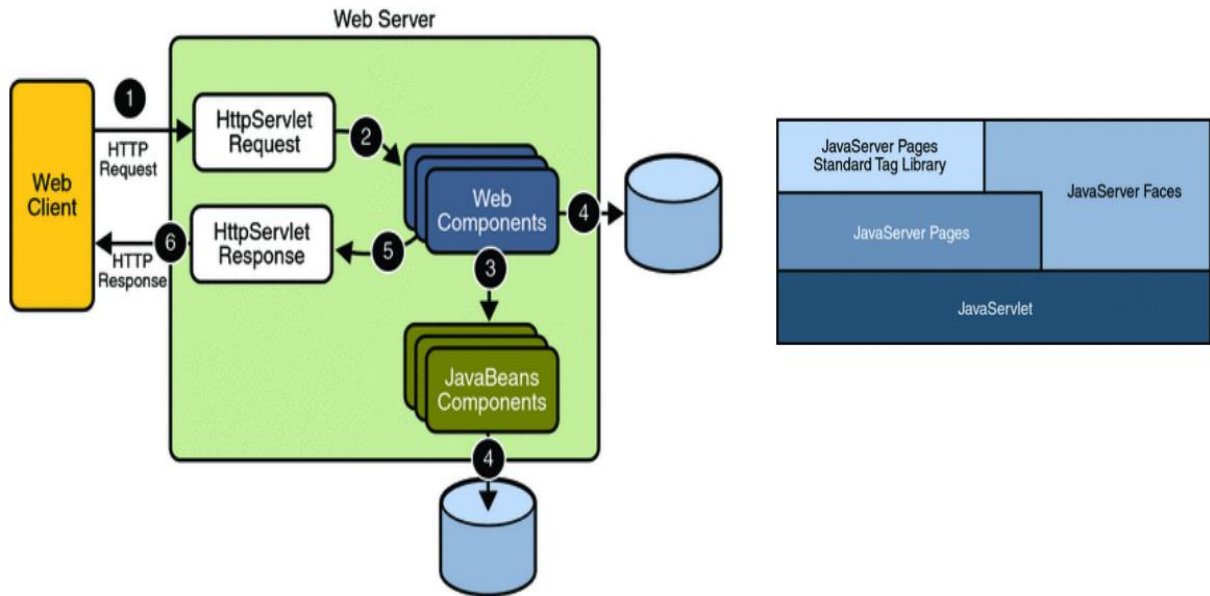 Web Server
1
HTTP
Request
Web
Client
HttpServlet
Request
2
Web
Components
4
HttpServlet
Response
5
6
HTTP
Response
3
JavaBeans
Components
4
JavaServer Pages
Standard Tag Library
JavaServer Faces
JavaServer Pages
JavaServlet